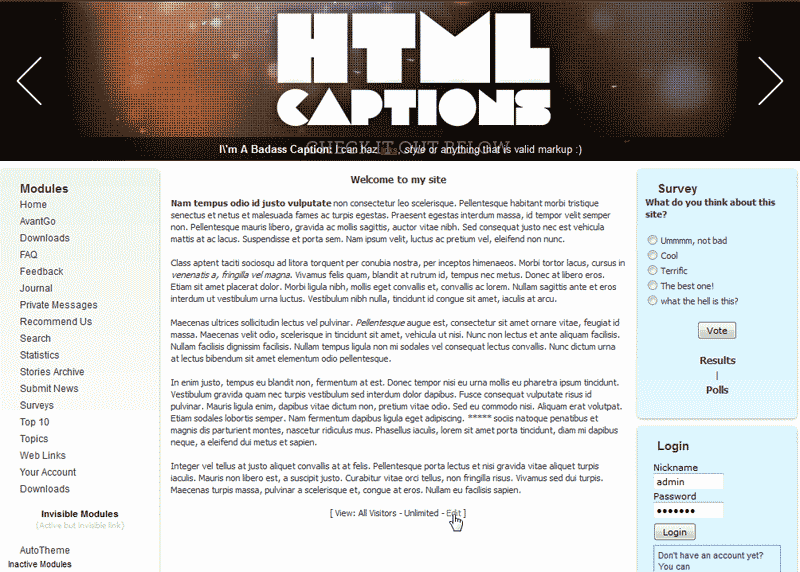 HTML
CAPTIONS
CHECK IT OUT BELOW
I\'m A Badass Caption: I can haz , style or anything that is valid markup :)
Modules
Home
AvantGo
Downloads
FAQ
Feedback
Journal
Private Messages
Recommend Us
Search
Statistics
Stories Archive
Submit News
Surveys
Top 10
Topics
Web Links
Your Account
Downloads
Invisible Modules
(Active but invisible link)
AutoTheme
Inactive Modules
Welcome to my site
Nam tempus odio id justo vulputate non consectetur leo scelerisque. Pellentesque habitant morbi tristique
senectus et netus et malesuada fames ac turpis egestas. Praesent egestas interdum massa, id tempor velit semper
non. Pellentesque mauris libero, gravida ac mollis sagittis, auctor vitae nibh. Sed consequat justo nec est vehicula
mattis at ac lacus. Suspendisse et porta sem. Nam ipsum velit, luctus ac pretium vel, eleifend non nunc.
Class aptent taciti sociosqu ad litora torquent per conubia nostra, per inceptos himenaeos. Morbi tortor lacus, cursus in
venenatis a, fringilla vel magna. Vivamus felis quam, blandit at rutrum id, tempus nec metus. Donec at libero eros.
Etiam sit amet placerat dolor. Morbi ligula nibh, mollis eget convallis et, convallis ac lorem. Nullam sagittis ante et eros
interdum ut vestibulum urna luctus. Vestibulum nibh nulla, tincidunt id congue sit amet, iaculis at arcu.
Maecenas ultrices sollicitudin lectus vel pulvinar. Pellentesque augue est, consectetur sit amet ornare vitae, feugiat id
massa. Maecenas velit odio, scelerisque in tincidunt sit amet, vehicula ut nisi. Nunc non lectus et ante aliquam facilisis.
Nullam facilisis dignissim facilisis. Nullam tempus ligula non mi sodales vel consequat lectus convallis. Nunc dictum urna
at lectus bibendum sit amet elementum odio pellentesque.
In enim justo, tempus eu blandit non, fermentum at est. Donec tempor nisi eu urna mollis eu pharetra ipsum tincidunt.
Vestibulum gravida quam nec turpis vestibulum sed interdum dolor dapibus. Fusce consequat vulputate risus id
pulvinar. Mauris ligula enim, dapibus vitae dictum non, pretium vitae odio. Sed eu commodo nisi. Aliquam erat volutpat.
Etiam sodales lobortis semper. Nam fermentum dapibus ligula eget adipiscing. ***** sociis natoque penatibus et
magnis dis parturient montes, nascetur ridiculus mus. Phasellus iaculis, lorem sit amet porta tincidunt, diam mi dapibus
neque, a eleifend dui metus et sapien.
Integer vel tellus at justo aliquet convallis at at felis. Pellentesque porta lectus et nisi gravida vitae aliquet turpis
iaculis. Mauris non libero est, a suscipit justo. Curabitur vitae orci tellus, non fringilla risus. Vivamus sed dui turpis.
Maecenas turpis massa, pulvinar a scelerisque et, congue at eros. Nullam eu facilisis sapien.
[ View: All Visitors - Unlimited - Edit ]
Survey
What do you think about this
site?
Ummmm, not bad
Cool
Terrific
The best one!
what the hell is this?
Vote
Results
|
Polls
Login
Nickname
admin
Password
•••••••
Login
Don't have an account yet?
You can